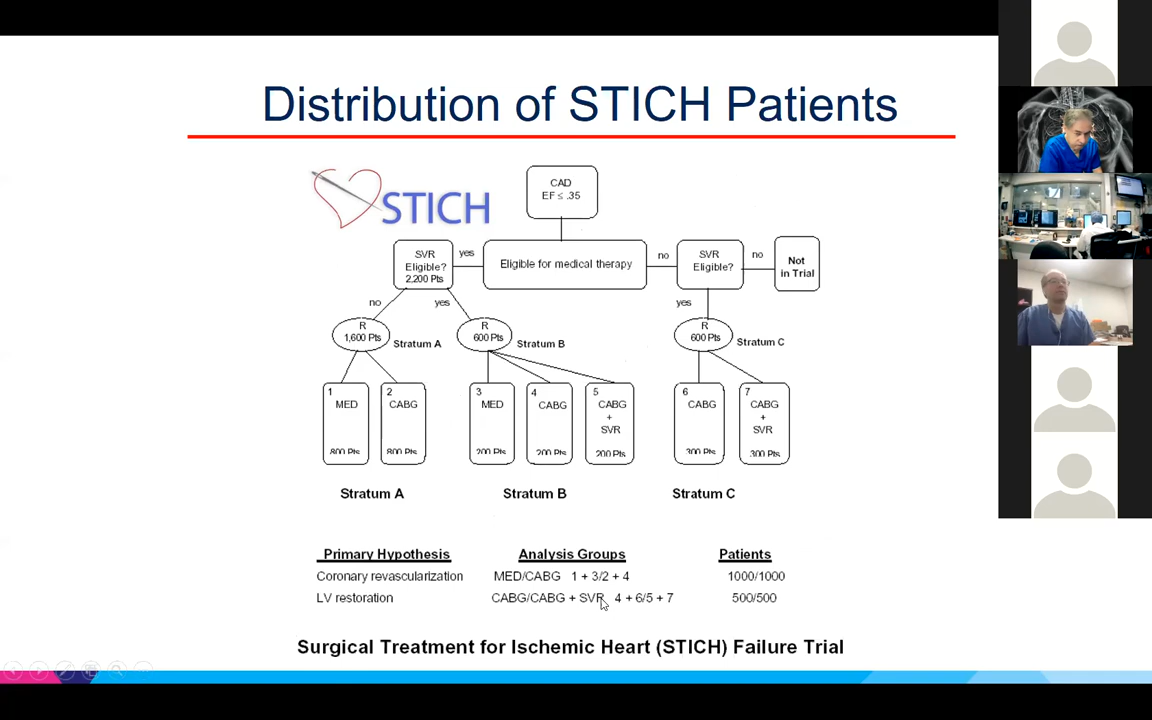 Distribution of STICH Patients
STICH
CAD
EF ≤ .35
SVR
Eligible?
2,200 Pts
yes
Eligible for medical therapy
no
SVR
Eligible?
no
Not
in Trial
no
yes
yes
R
1,600 Pts
Stratum A
R
600 Pts
Stratum B
R
600 Pts
Stratum C
1
MED
800 Pts
2
CABG
800 Pts
3
MED
200 Pts
4
CABG
200 Pts
5
CABG
+
SVR
200 Pts
6
CABG
300 Pts
7
CABG
+
SVR
300 Pts
Stratum A
Stratum B
Stratum C
Primary Hypothesis Analysis Groups Patients
Coronary revascularization MED/CABG 1 + 3/2 + 4 1000/1000
LV restoration CABG/CABG + SVR 4 + 6/5 + 7 500/500
Surgical Treatment for Ischemic Heart (STICH) Failure Trial